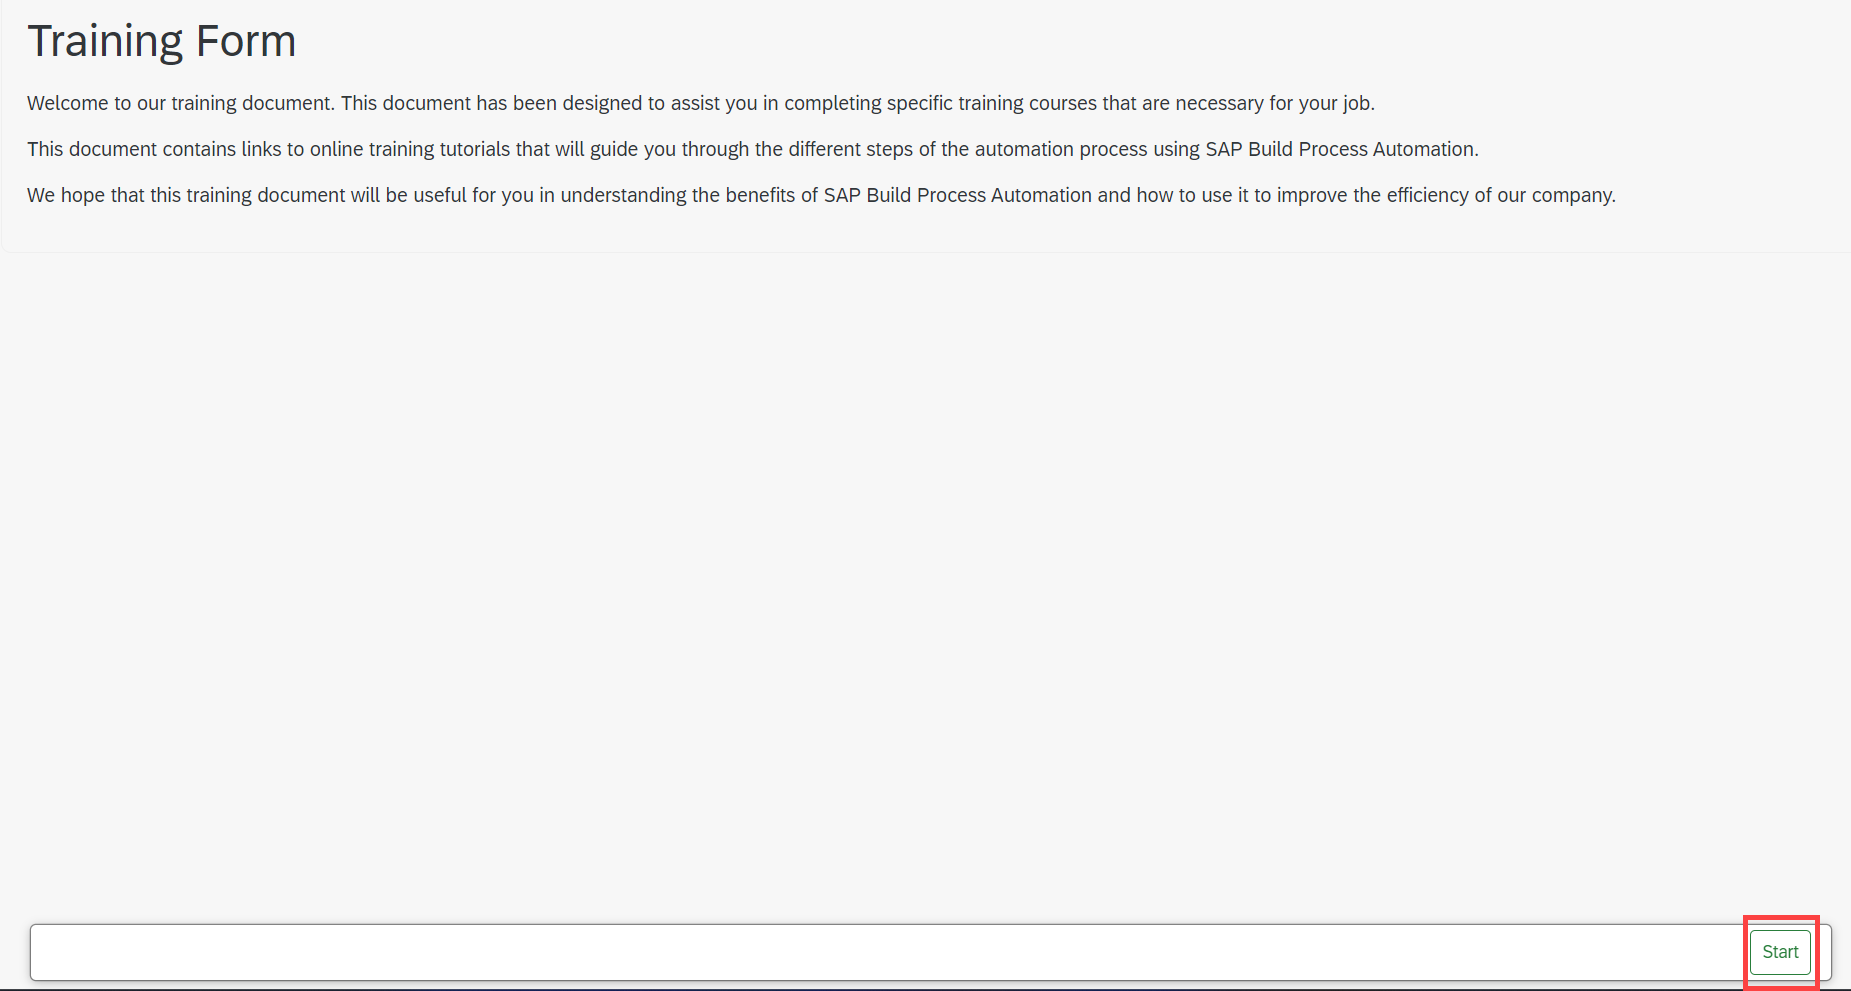 Training Form
Welcome to our training document. This document has been designed to assist you in completing specific training courses that are necessary for your job.
This document contains links to online training tutorials that will guide you through the different steps of the automation process using SAP Build Process Automation.
We hope that this training document will be useful for you in understanding the benefits of SAP Build Process Automation and how to use it to improve the efficiency of our company.
Start